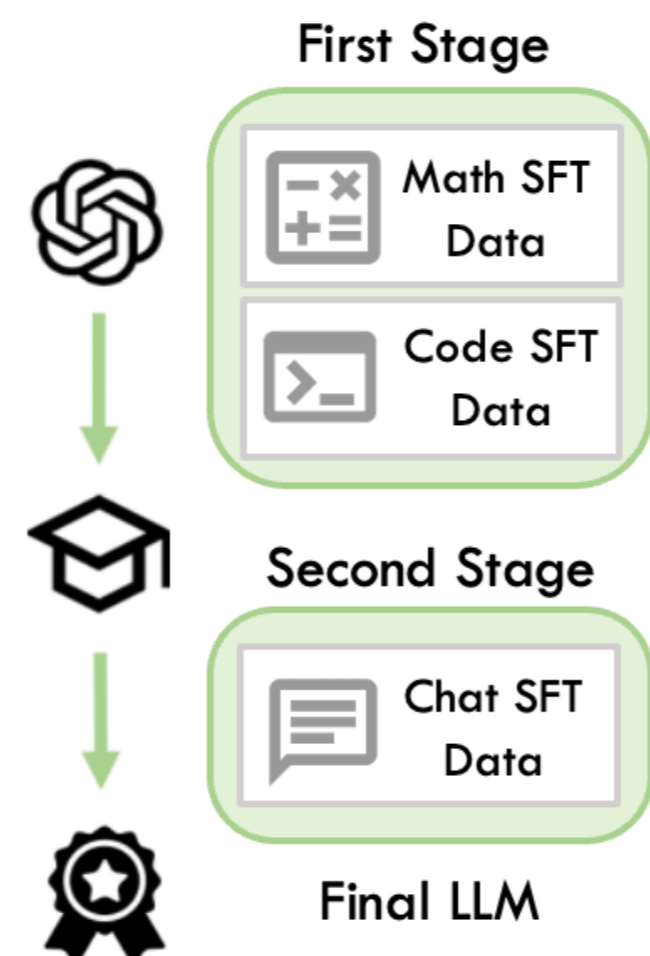 First Stage
Math SFT
Data
Code SFT
Data
Second Stage
Chat SFT
Data
Final LLM